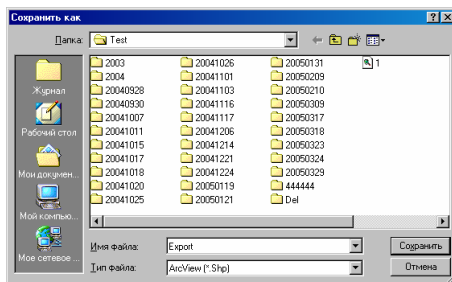 Сохранить как
Папка: Test
2003 20041026 20050131 1
2004 20041101 20050209
20040928 20041103 20050210
20040930 20041116 20050309
20041007 20041117 20050317
20041011 20041206 20050318
20041015 20041214 20050323
20041017 20041221 20050324
20041018 20041224 20050329
20041020 20050119 444444
20041025 20050121 Del
Журнал
Рабочий стол
Мои докумен...
Мой компью...
Мое сетевое ...
Имя файла: Export Сохранить
Тип файла: ArcView (*.Shp) Отмена